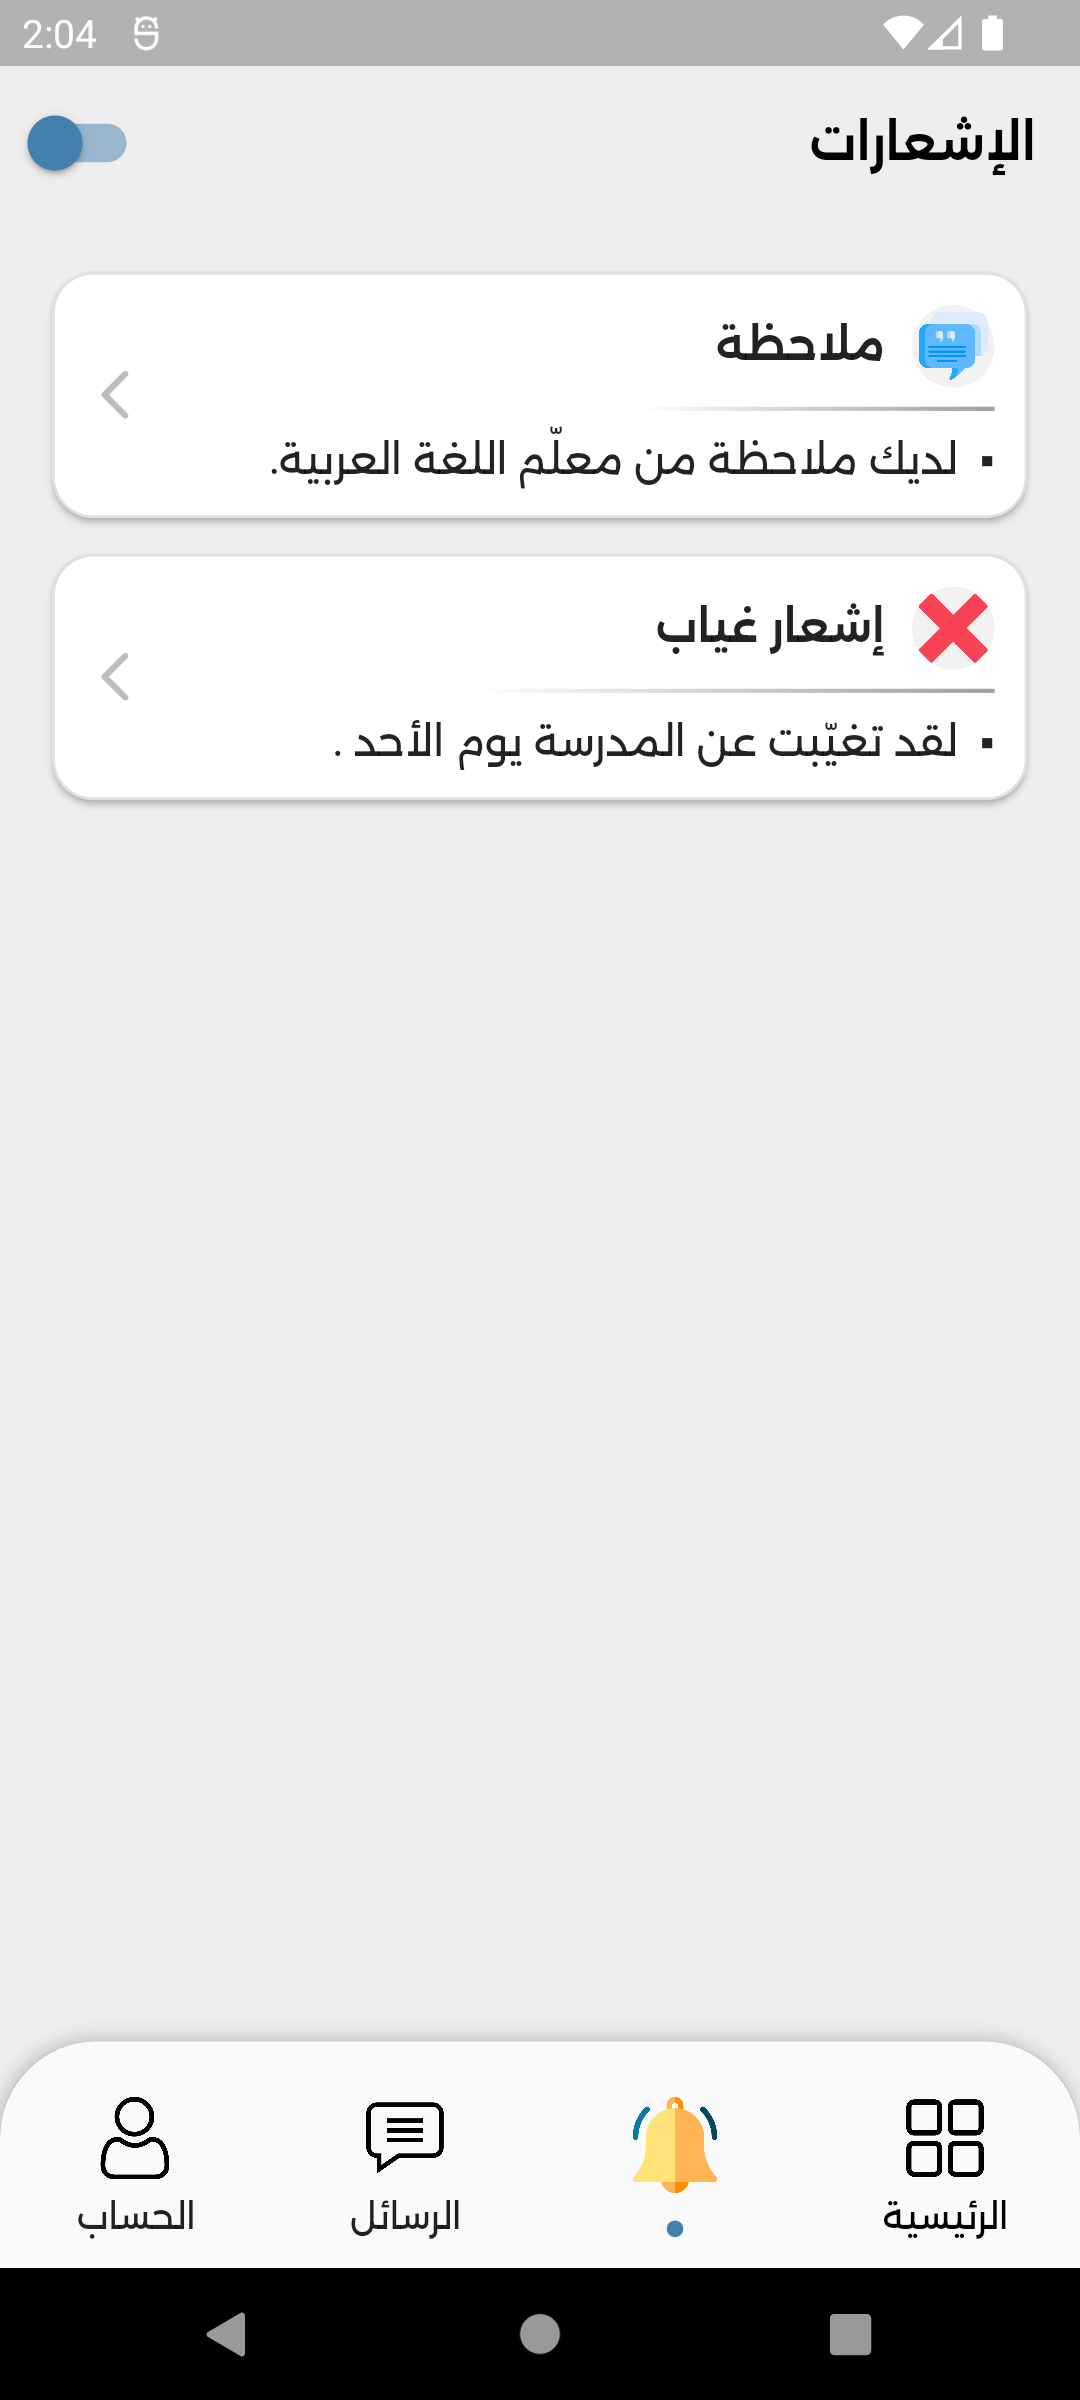 2:04
الإشعارات
ملاحظة
▪ لديك ملاحظة من معلّم اللغة العربية.
إشعار غياب
▪ لقد تغيّبت عن المدرسة يوم الأحد .
الرئيسية
الرسائل
الحساب